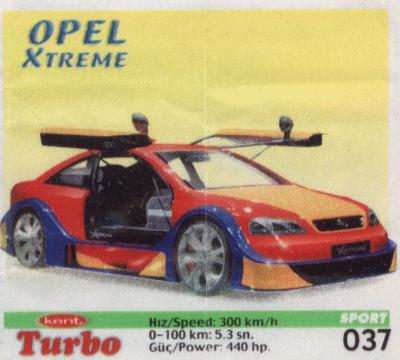 OPEL
XTREME
XTREME
kent
Turbo
Hız/Speed: 300 km/h
0-100 km: 5.3 sn.
Güç/Power: 440 hp.
SPORT
037